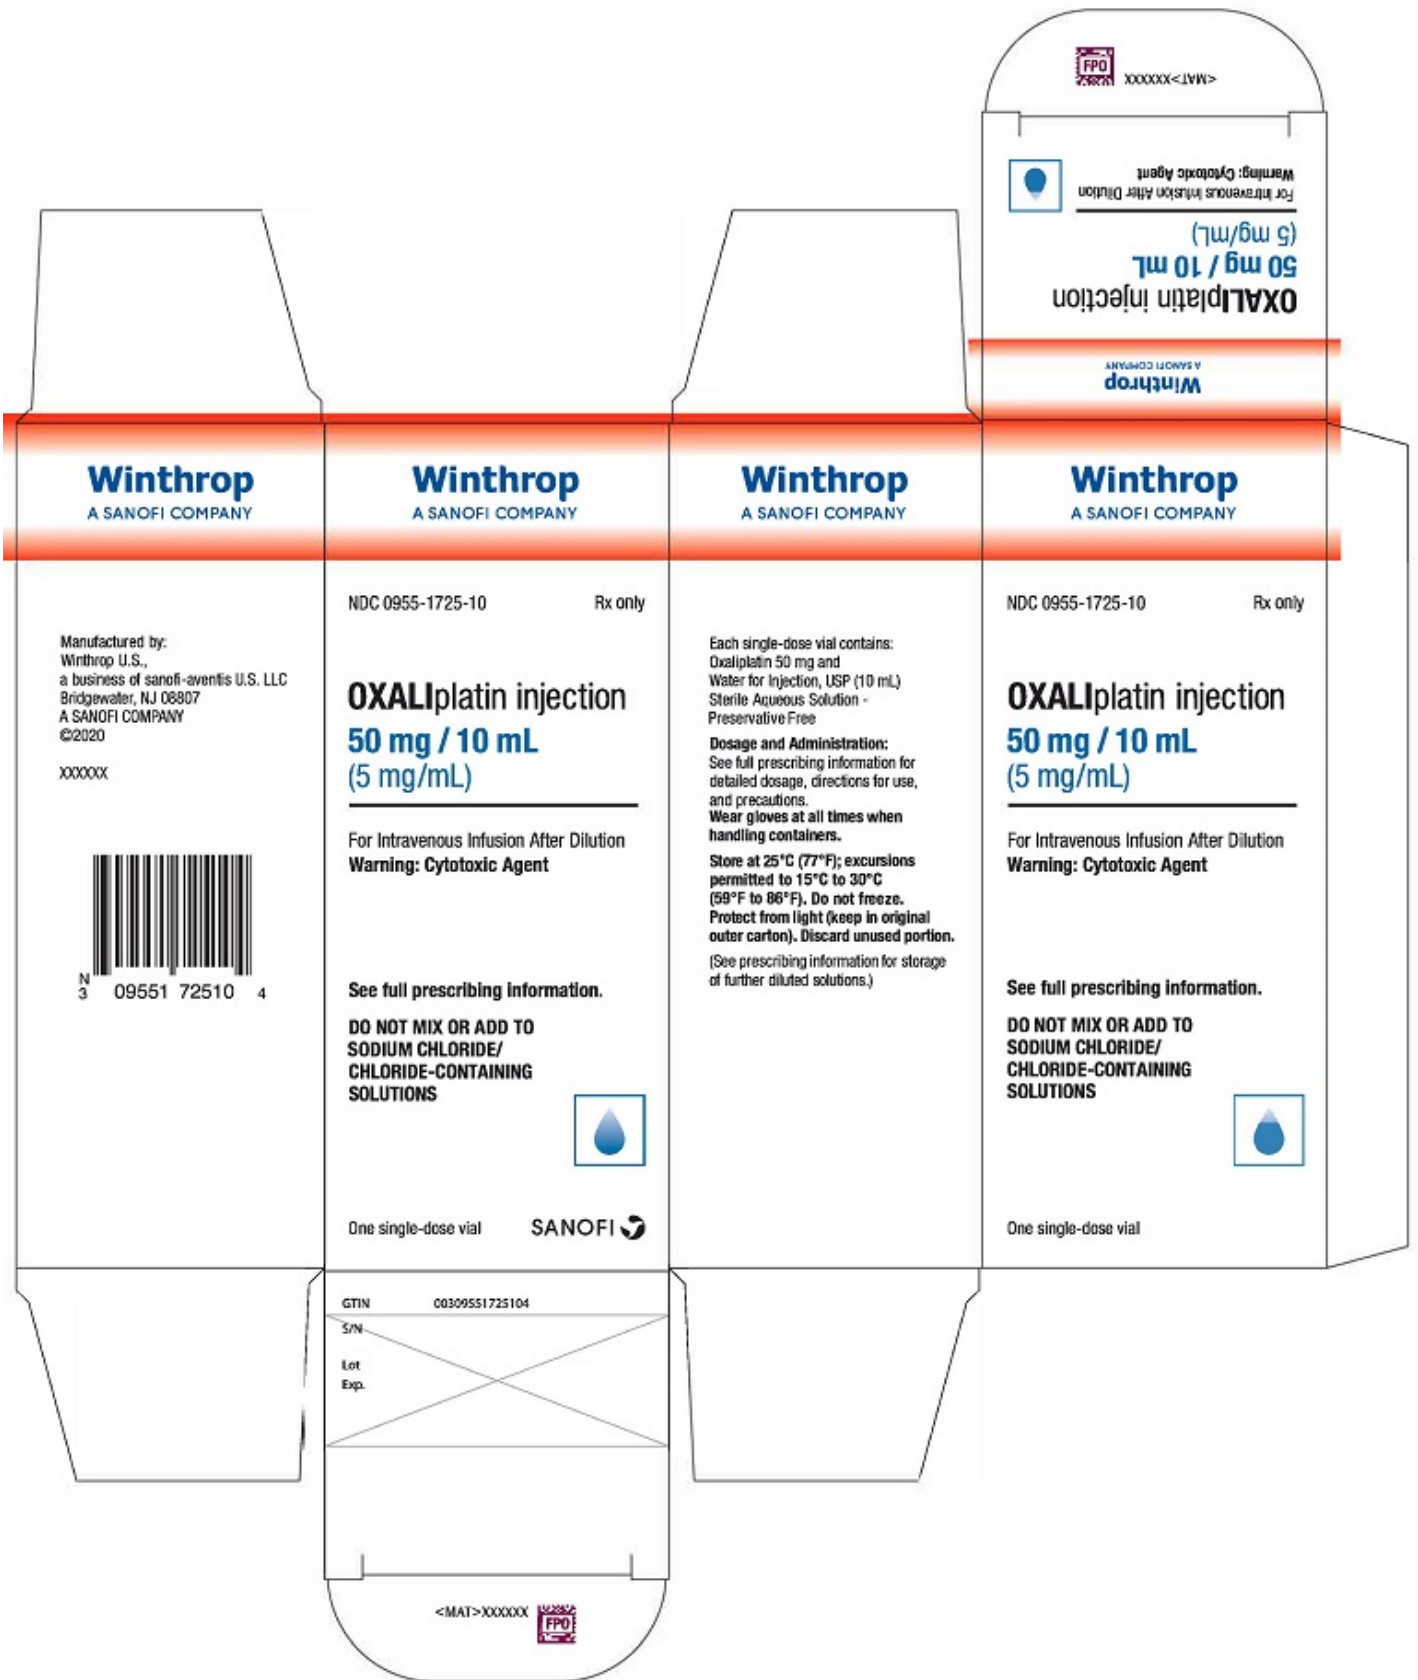 <MAT>XXXXXX
FPO
Warning: Cytotoxic Agent
For Intravenous Infusion After Dilution
(5 mg/mL)
50 mg / 10 mL
OXALIplatin injection
A SANOFI COMPANY
Winthrop
Winthrop
A SANOFI COMPANY
Manufactured by:
Winthrop U.S.,
a business of sanofi-aventis U.S. LLC
Bridgewater, NJ 08807
A SANOFI COMPANY
©2020
XXXXXX
N
3 09551 72510 4
Winthrop
A SANOFI COMPANY
NDC 0955-1725-10 Rx only
OXALIplatin injection
50 mg / 10 mL
(5 mg/mL)
For Intravenous Infusion After Dilution
Warning: Cytotoxic Agent
See full prescribing information.
DO NOT MIX OR ADD TO
SODIUM CHLORIDE/
CHLORIDE-CONTAINING
SOLUTIONS
One single-dose vial SANOFI
GTIN 00309551725104
S/N
Lot
Exp.
<MAT>XXXXXX FPO
Winthrop
A SANOFI COMPANY
Each single-dose vial contains:
Oxaliplatin 50 mg and
Water for Injection, USP (10 mL)
Sterile Aqueous Solution -
Preservative Free
Dosage and Administration:
See full prescribing information for
detailed dosage, directions for use,
and precautions.
Wear gloves at all times when
handling containers.
Store at 25°C (77°F); excursions
permitted to 15°C to 30°C
(59°F to 86°F). Do not freeze.
Protect from light (keep in original
outer carton). Discard unused portion.
(See prescribing information for storage
of further diluted solutions.)
Winthrop
A SANOFI COMPANY
NDC 0955-1725-10 Rx only
OXALIplatin injection
50 mg / 10 mL
(5 mg/mL)
For Intravenous Infusion After Dilution
Warning: Cytotoxic Agent
See full prescribing information.
DO NOT MIX OR ADD TO
SODIUM CHLORIDE/
CHLORIDE-CONTAINING
SOLUTIONS
One single-dose vial